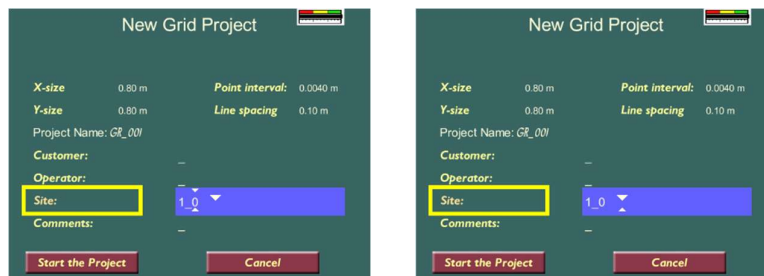 New Grid Project
X-size 0.80 m Point interval: 0.0040 m
Y-size 0.80 m Line spacing 0.10 m
Project Name: GR_001
Customer: _
Operator: _
Site: 1_0
Comments: _
Start the Project Cancel
New Grid Project
X-size 0.80 m Point interval: 0.0040 m
Y-size 0.80 m Line spacing 0.10 m
Project Name: GR_001
Customer: _
Operator: _
Site: 1_0
Comments: _
Start the Project Cancel